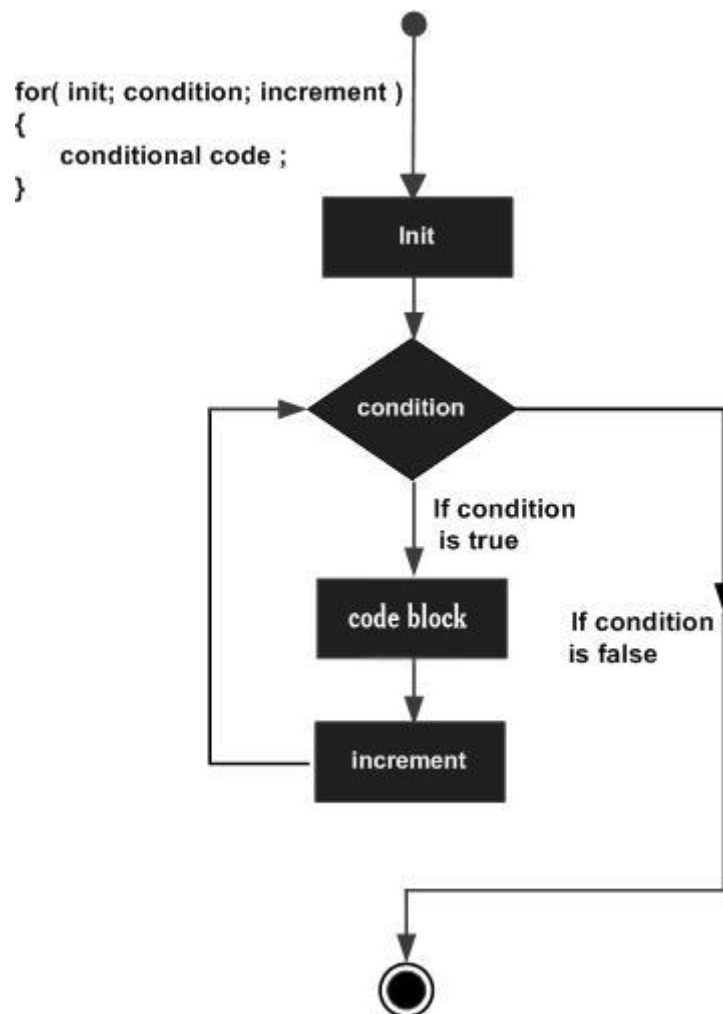 for( init; condition; increment )
{
conditional code ;
}
Init
condition
If condition
is true
code block
If condition
is false
increment